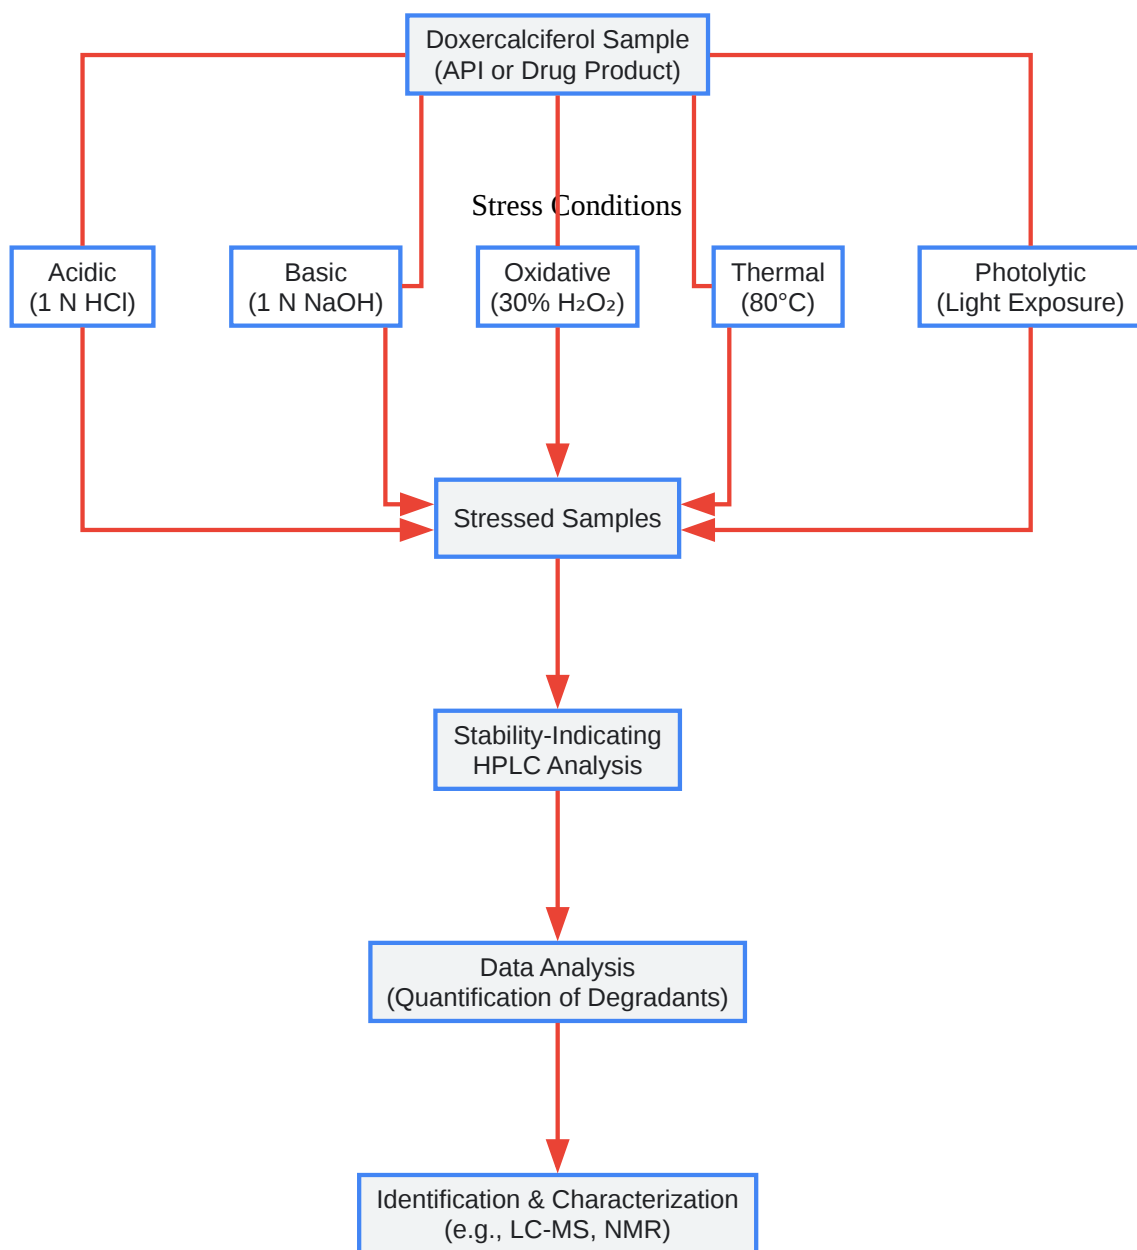 Doxercalciferol Sample
(API or Drug Product)
Stress Conditions
Acidic
(1 N HCl)
Basic
(1 N NaOH)
Oxidative
(30% H₂O₂)
Thermal
(80°C)
Photolytic
(Light Exposure)
Stressed Samples
Stability-Indicating
HPLC Analysis
Data Analysis
(Quantification of Degradants)
Identification & Characterization
(e.g., LC-MS, NMR)